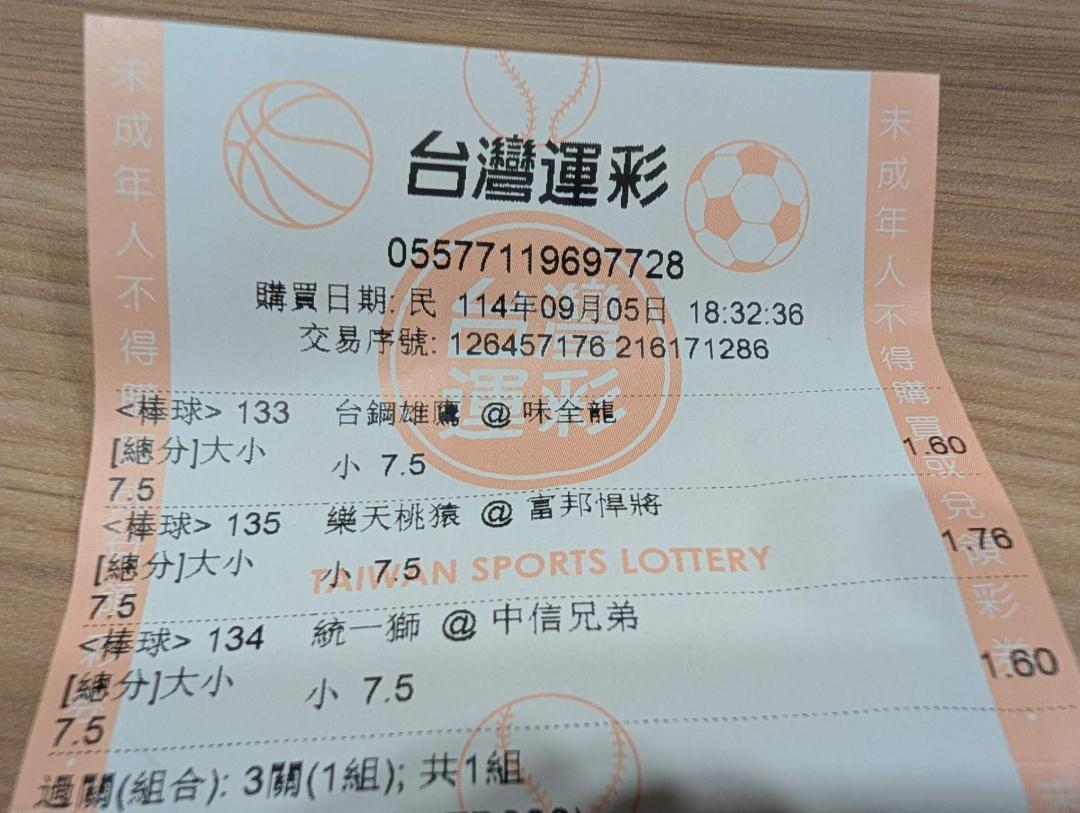 台灣運彩
05577119697728
購買日期: 民 114年09月05日 18:32:36
交易序號: 126457176 216171286
<棒球> 133 台鋼雄鷹 @ 味全龍
[總分]大小 小 7.5 1.60
7.5
<棒球> 135 樂天桃猿 @ 富邦悍將
[總分]大小 小 7.5 1.76
7.5
<棒球> 134 統一獅 @ 中信兄弟
[總分]大小 小 7.5 1.60
7.5
過關(組合): 3關(1組); 共1組
台灣運彩
TAIWAN SPORTS LOTTERY
未成年人不得購
未成年人不得購買或兌領彩券